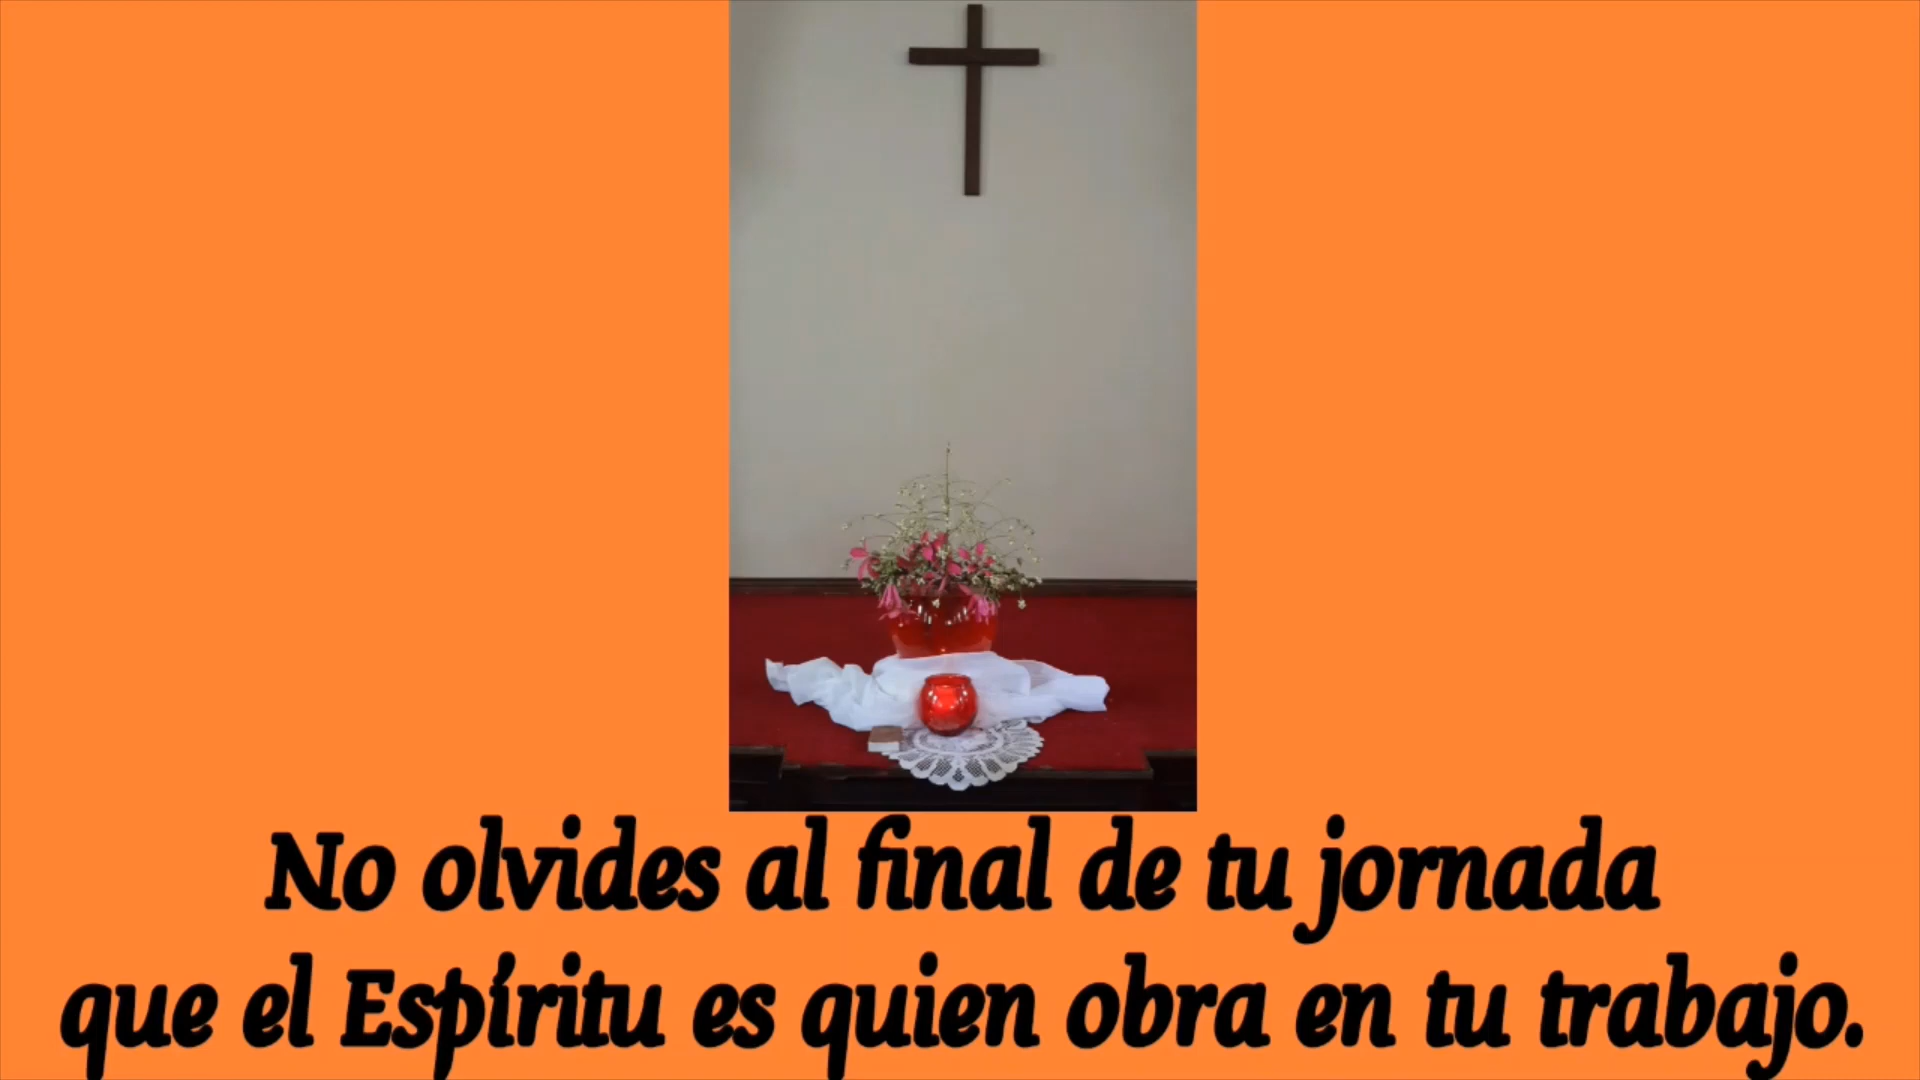 No olvides al final de tu jornada
que el Espíritu es quien obra en tu trabajo.